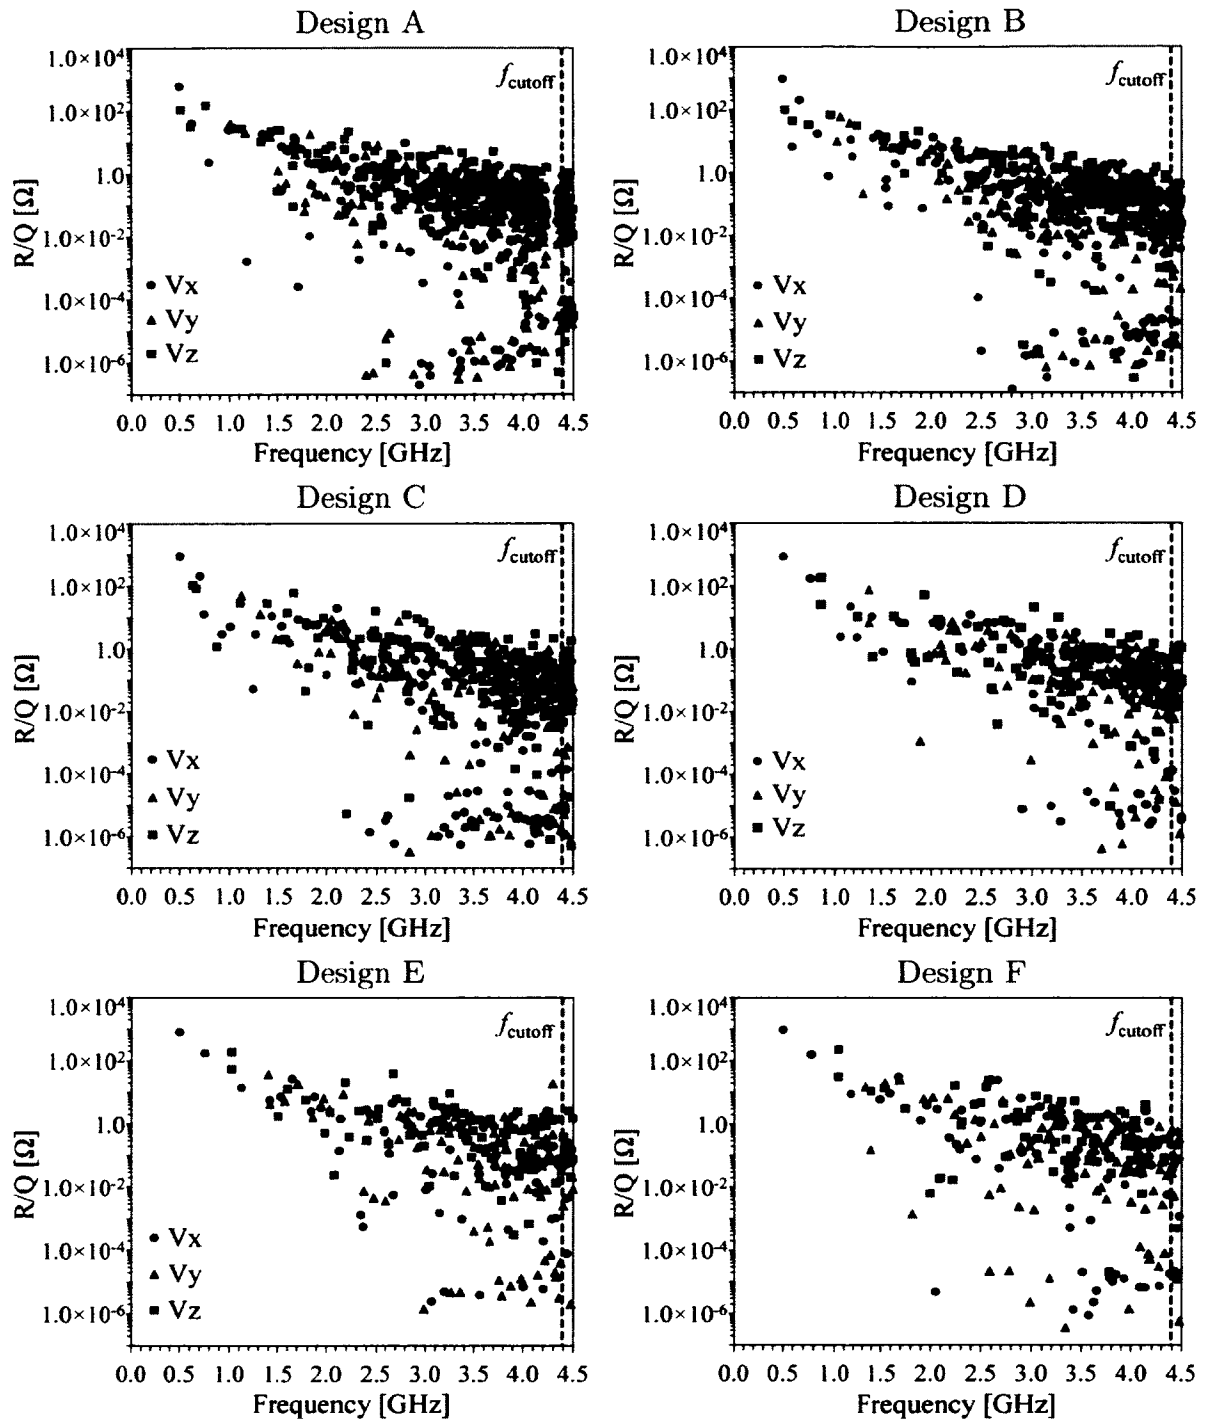 Design A
Design B
R/Q [Ω]
1.0×10⁴
1.0×10²
1.0
1.0×10⁻²
1.0×10⁻⁴
1.0×10⁻⁶
f cutoff
Vx
Vy
Vz
0.0 0.5 1.0 1.5 2.0 2.5 3.0 3.5 4.0 4.5
Frequency [GHz]
R/Q [Ω]
1.0×10⁴
1.0×10²
1.0
1.0×10⁻²
1.0×10⁻⁴
1.0×10⁻⁶
f cutoff
Vx
Vy
Vz
0.0 0.5 1.0 1.5 2.0 2.5 3.0 3.5 4.0 4.5
Frequency [GHz]
Design C
Design D
R/Q [Ω]
1.0×10⁴
1.0×10²
1.0
1.0×10⁻²
1.0×10⁻⁴
1.0×10⁻⁶
f cutoff
Vx
Vy
Vz
0.0 0.5 1.0 1.5 2.0 2.5 3.0 3.5 4.0 4.5
Frequency [GHz]
R/Q [Ω]
1.0×10⁴
1.0×10²
1.0
1.0×10⁻²
1.0×10⁻⁴
1.0×10⁻⁶
f cutoff
Vx
Vy
Vz
0.0 0.5 1.0 1.5 2.0 2.5 3.0 3.5 4.0 4.5
Frequency [GHz]
Design E
Design F
R/Q [Ω]
1.0×10⁴
1.0×10²
1.0
1.0×10⁻²
1.0×10⁻⁴
1.0×10⁻⁶
f cutoff
Vx
Vy
Vz
0.0 0.5 1.0 1.5 2.0 2.5 3.0 3.5 4.0 4.5
Frequency [GHz]
R/Q [Ω]
1.0×10⁴
1.0×10²
1.0
1.0×10⁻²
1.0×10⁻⁴
1.0×10⁻⁶
f cutoff
0.0 0.5 1.0 1.5 2.0 2.5 3.0 3.5 4.0 4.5
Frequency [GHz]